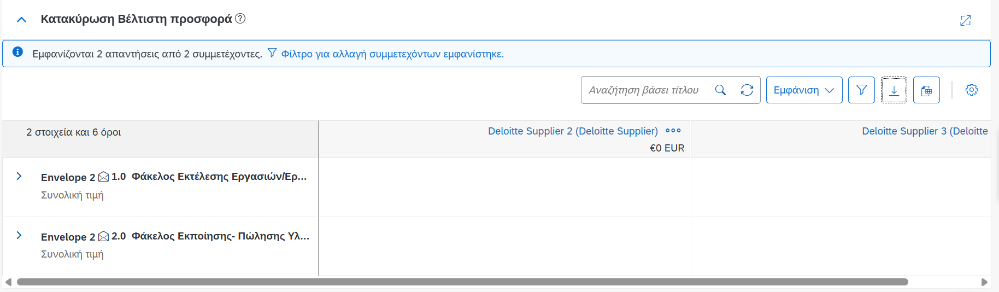 Κατακύρωση Βέλτιστη προσφορά ?
Εμφανίζονται 2 απαντήσεις από 2 συμμετέχοντες. Φίλτρο για αλλαγή συμμετεχόντων εμφανίστηκε.
Αναζήτηση βάσει τίτλου Εμφάνιση
2 στοιχεία και 6 όροι Deloitte Supplier 2 (Deloitte Supplier) Deloitte Supplier 3 (Deloitte
€0 EUR
Envelope 2 1.0 Φάκελος Εκτέλεσης Εργασιών/Ερ...
Συνολική τιμή
Envelope 2 2.0 Φάκελος Εκποίησης- Πώλησης Υλ...
Συνολική τιμή